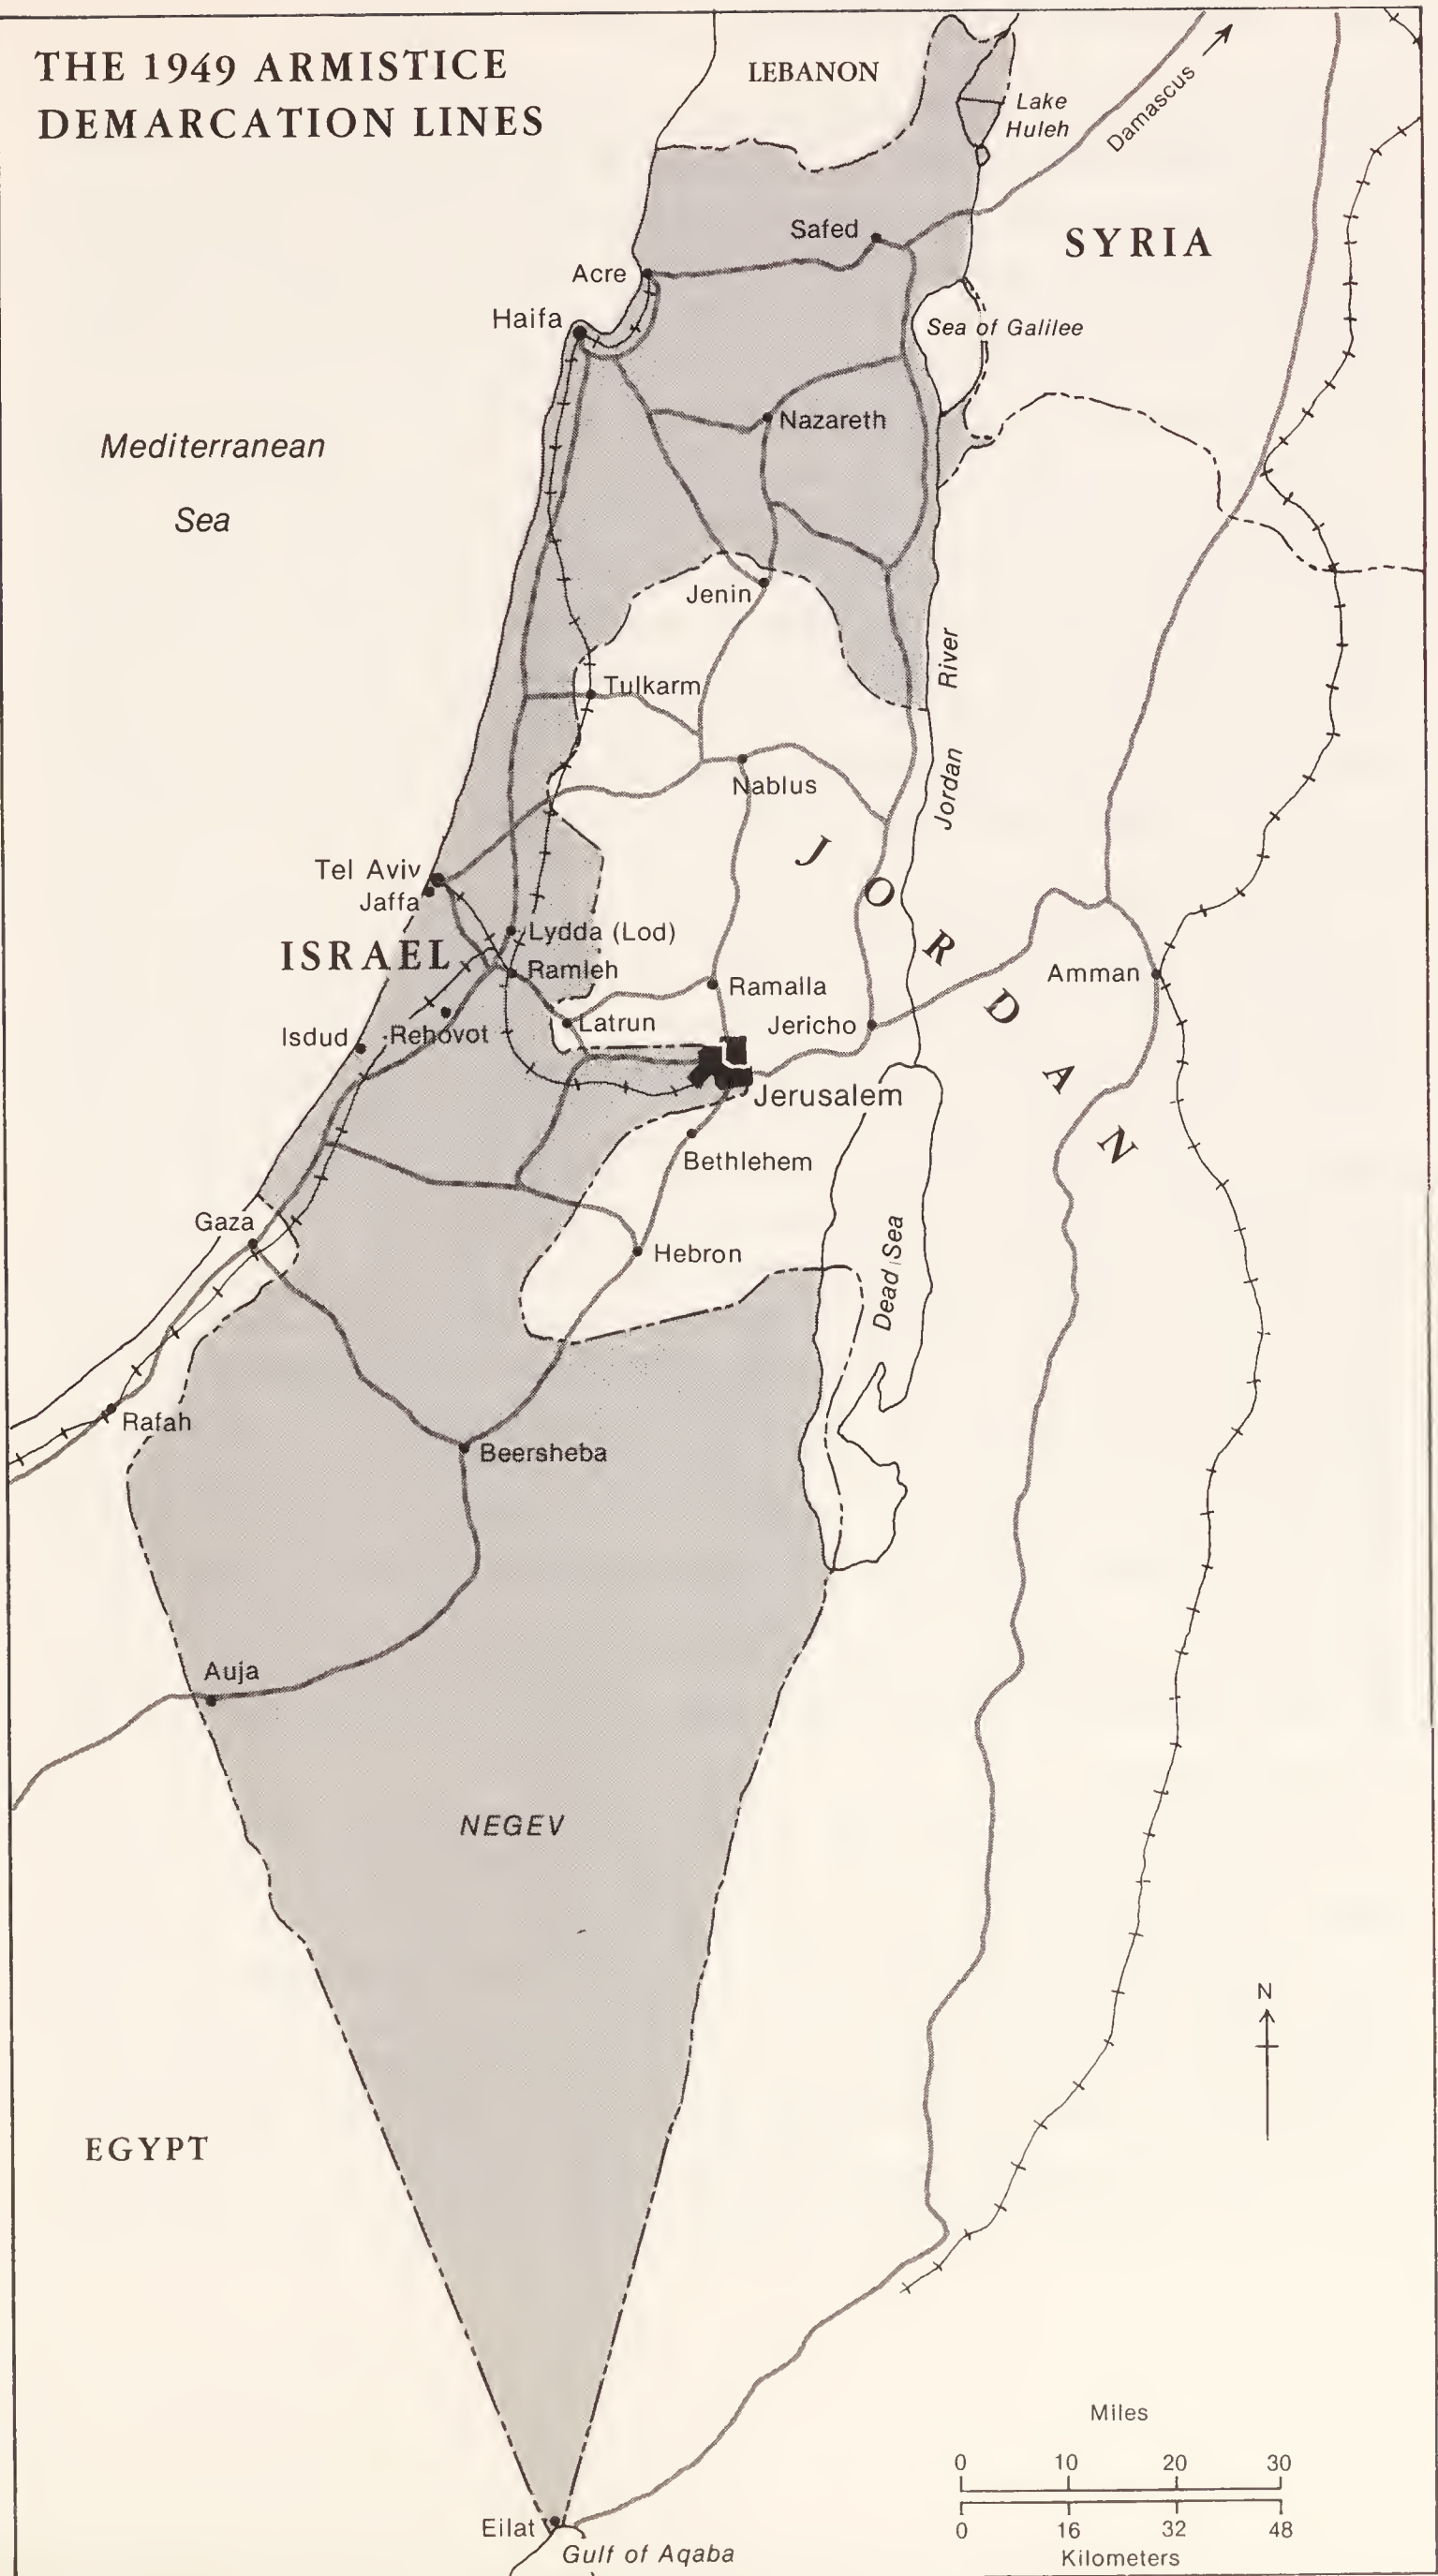 THE 1949 ARMISTICE
DEMARCATION LINES
LEBANON
Lake
Huleh
Damascus
SYRIA
Safed
Acre
Haifa
Sea of Galilee
Nazareth
Mediterranean
Sea
Jenin
River
Tulkarm
Jordan
Nablus
JORDAN
Tel Aviv
Jaffa
ISRAEL
Lydda (Lod)
Ramleh
Ramalla
Amman
Isdud
Rehovot
Latrun
Jericho
Jerusalem
Bethlehem
Gaza
Hebron
Dead Sea
Rafah
Beersheba
Auja
NEGEV
N
EGYPT
Miles
0 10 20 30
0 16 32 48
Kilometers
Eilat
Gulf of Aqaba